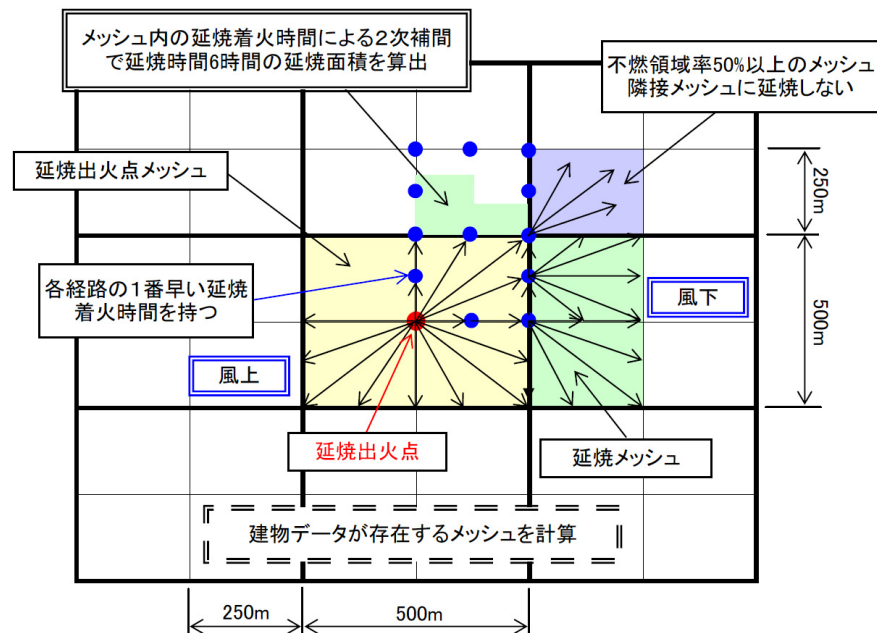 メッシュ内の延焼着火時間による2次補間
で延焼時間6時間の延焼面積を算出
不燃領域率50%以上のメッシュ
隣接メッシュに延焼しない
延焼出火点メッシュ
250m
各経路の1番早い延焼
着火時間を持つ
風下
500m
風上
延焼出火点
延焼メッシュ
建物データが存在するメッシュを計算
250m
500m